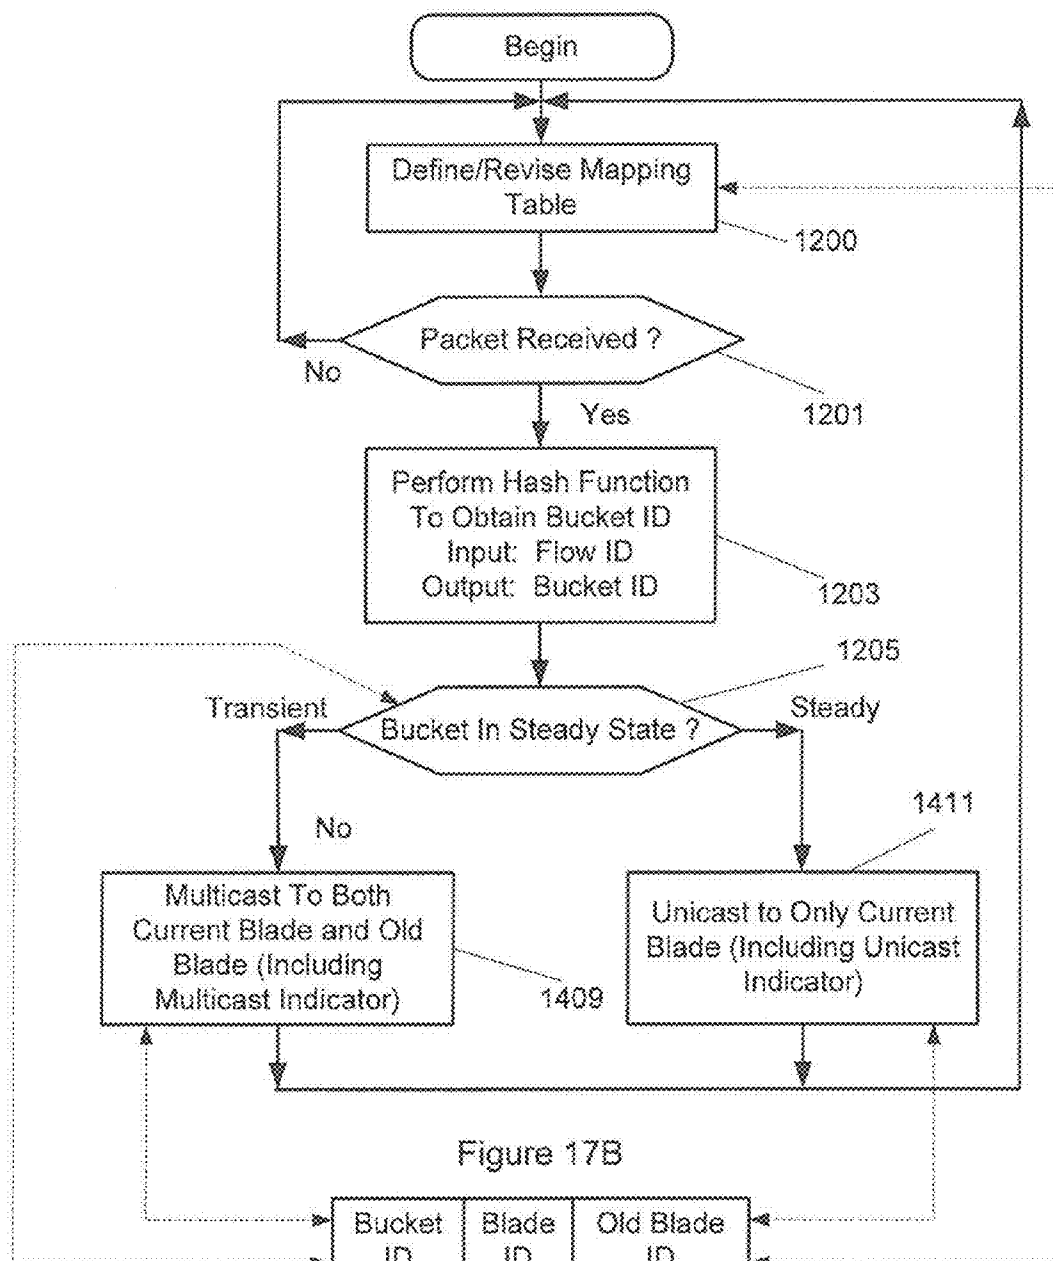 Begin
Define/Revise Mapping
Table
1200
Packet Received ?
No
1201
Yes
Perform Hash Function
To Obtain Bucket ID
Input: Flow ID
Output: Bucket ID
1203
1205
Transient
Bucket In Steady State ?
Steady
1411
No
Multicast To Both
Current Blade and Old
Blade (Including
Multicast Indicator)
1409
Unicast to Only Current
Blade (Including Unicast
Indicator)
Figure 17B
Bucket
ID
Blade
ID
Old Blade
ID